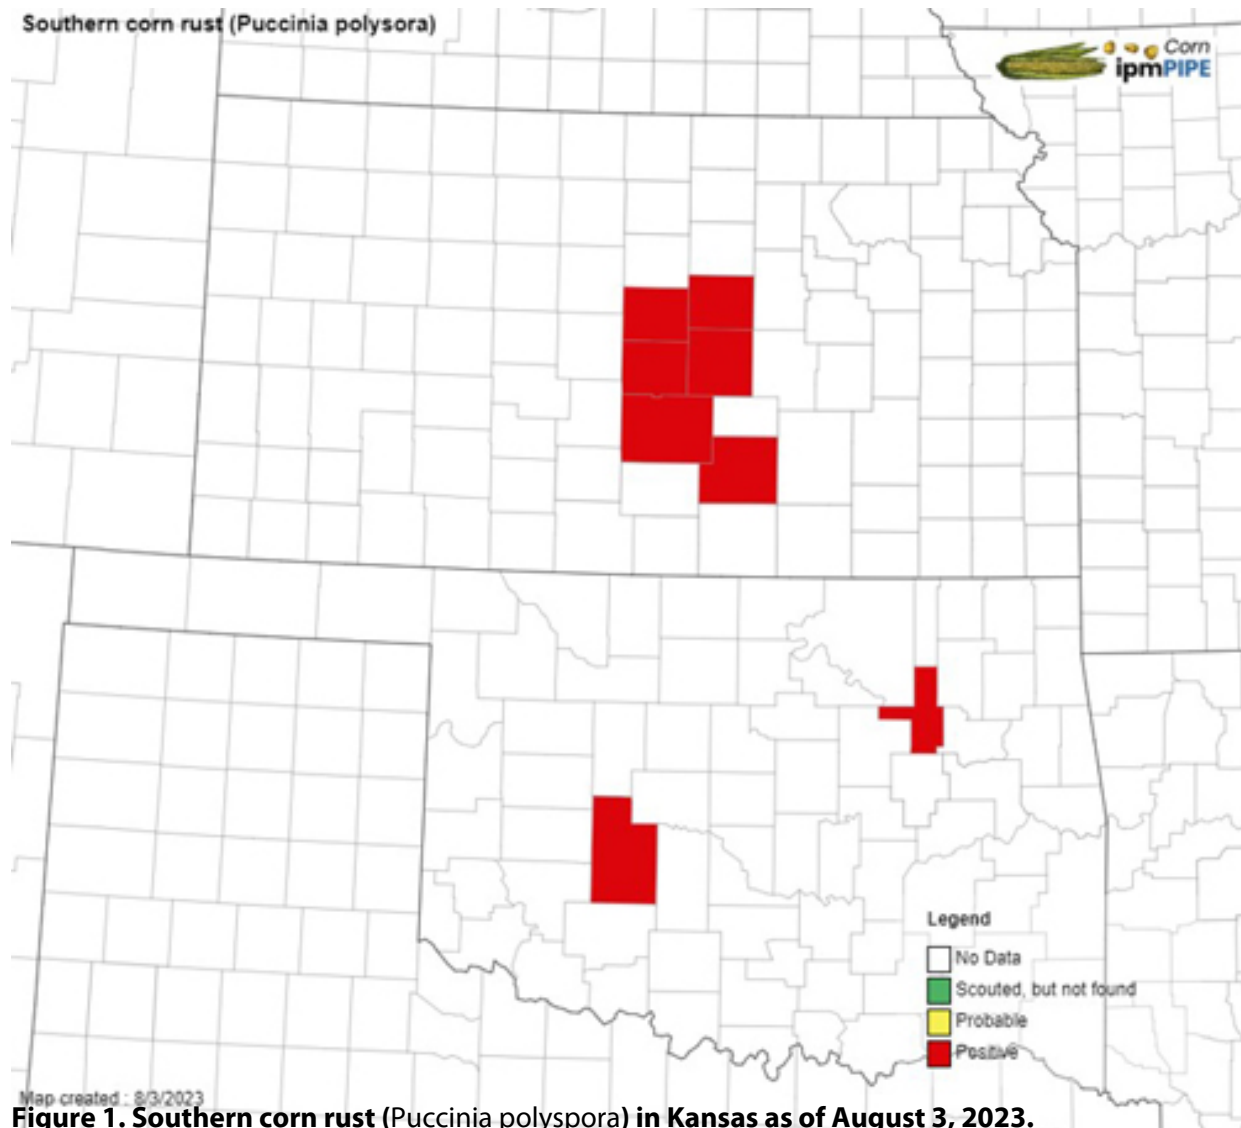 Southern corn rust (Puccinia polysora)
Corn
ipmPIPE
Legend
No Data
Scouted, but not found
Probable
Positive
Map created : 8/3/2023
Figure 1. Southern corn rust (Puccinia polyspora) in Kansas as of August 3, 2023.